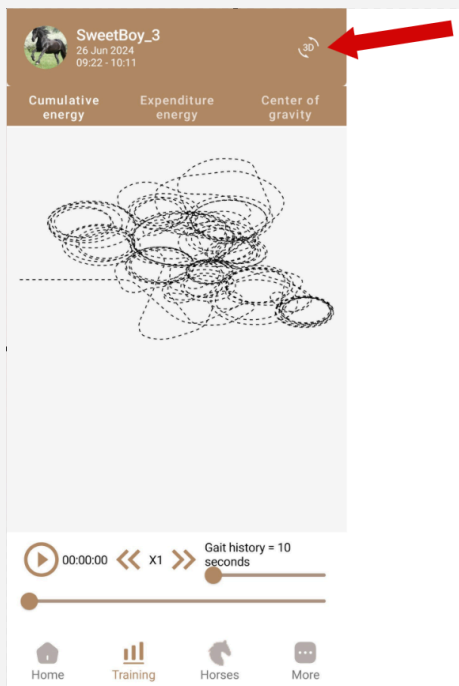 SweetBoy_3
26 Jun 2024
09:22 - 10:11
3D
Cumulative
energy
Expenditure
energy
Center of
gravity
00:00:00
X1
Gait history = 10
seconds
Home
Training
Horses
More